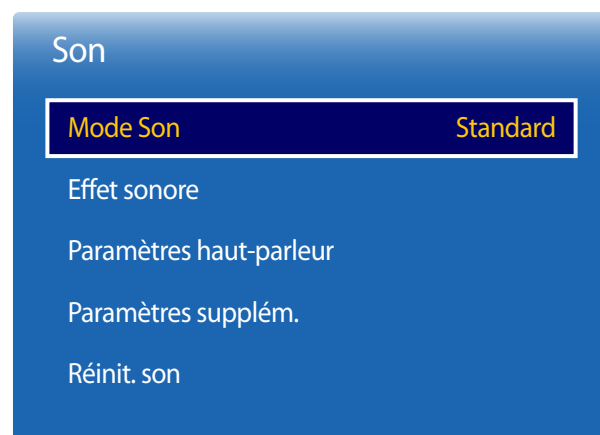 Son
Mode Son Standard
Effet sonore
Paramètres haut-parleur
Paramètres supplém.
Réinit. son